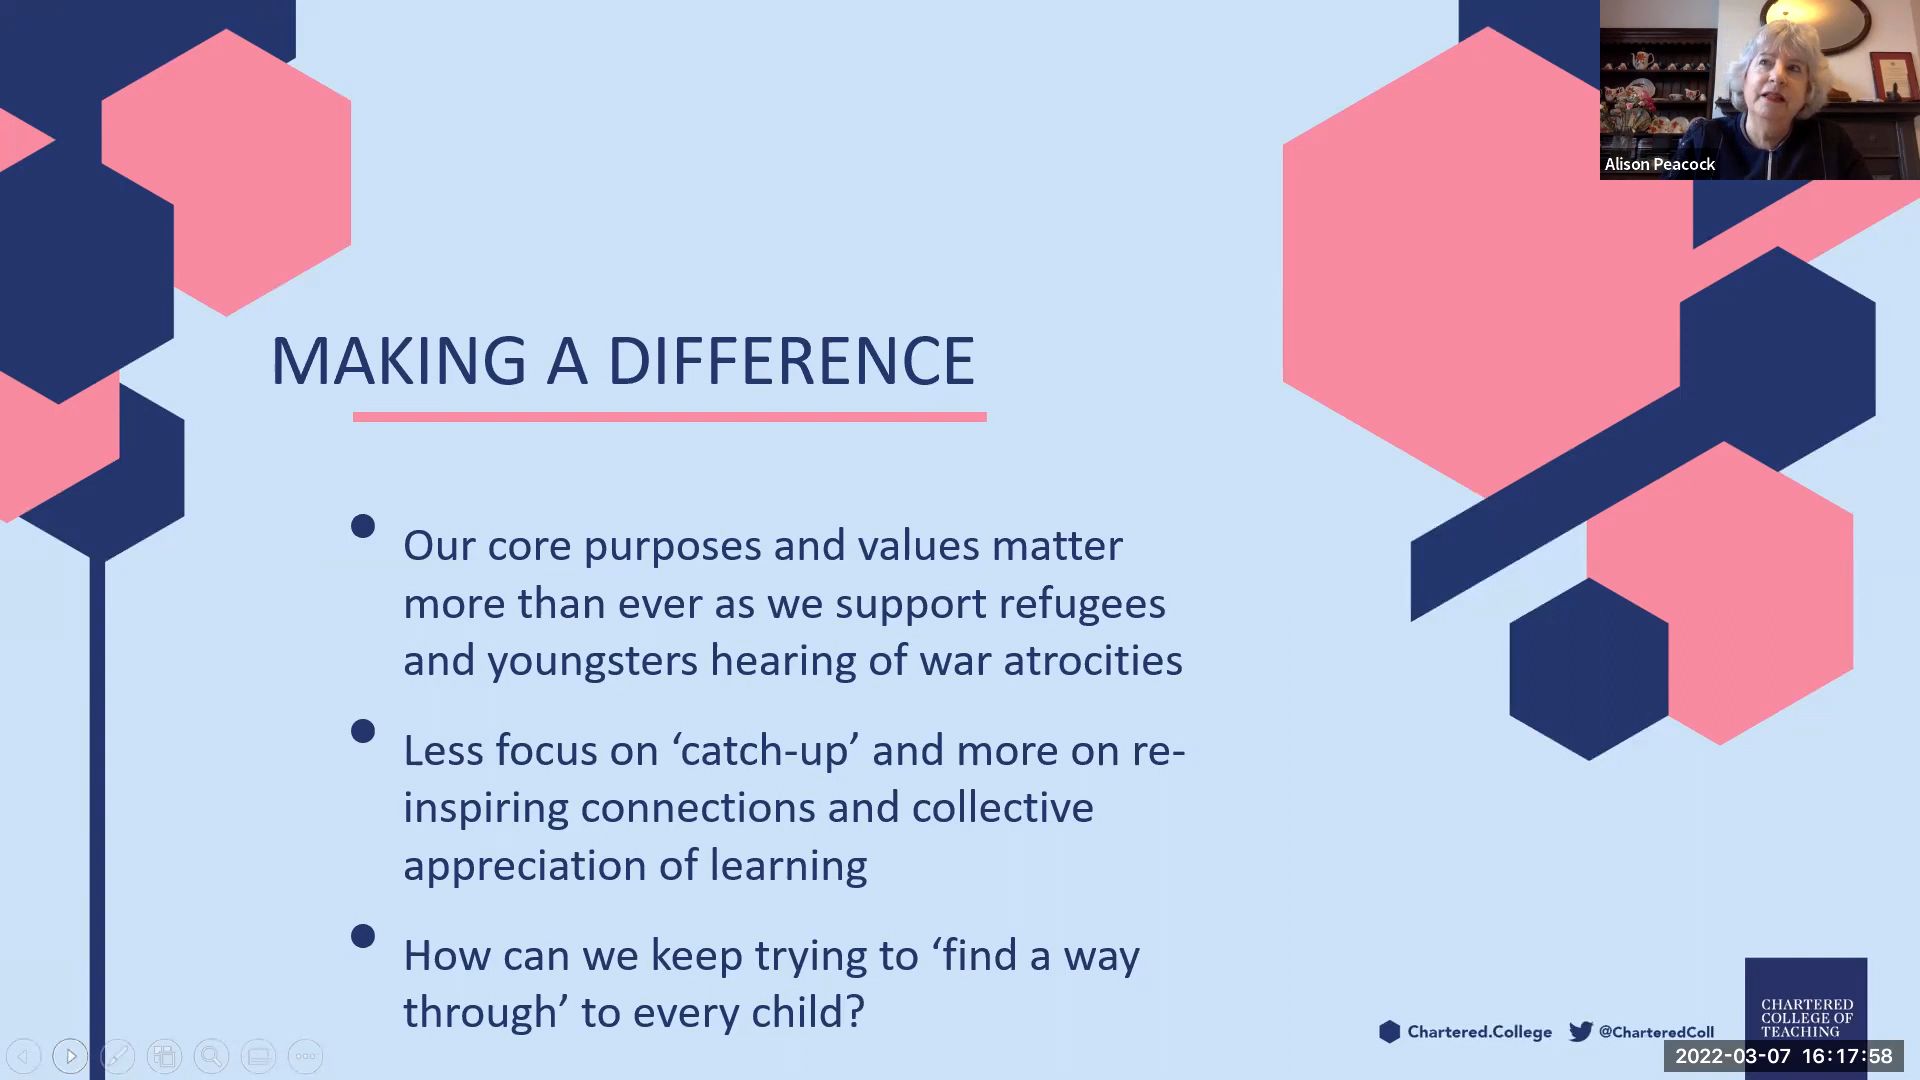 Alison Peacock
MAKING A DIFFERENCE
• Our core purposes and values matter
more than ever as we support refugees
and youngsters hearing of war atrocities
• Less focus on ‘catch-up’ and more on re-
inspiring connections and collective
appreciation of learning
• How can we keep trying to ‘find a way
through’ to every child?
Chartered.College @CharteredColl
CHARTERED
COLLEGE OF
TEACHING
2022-03-07 16:17:58